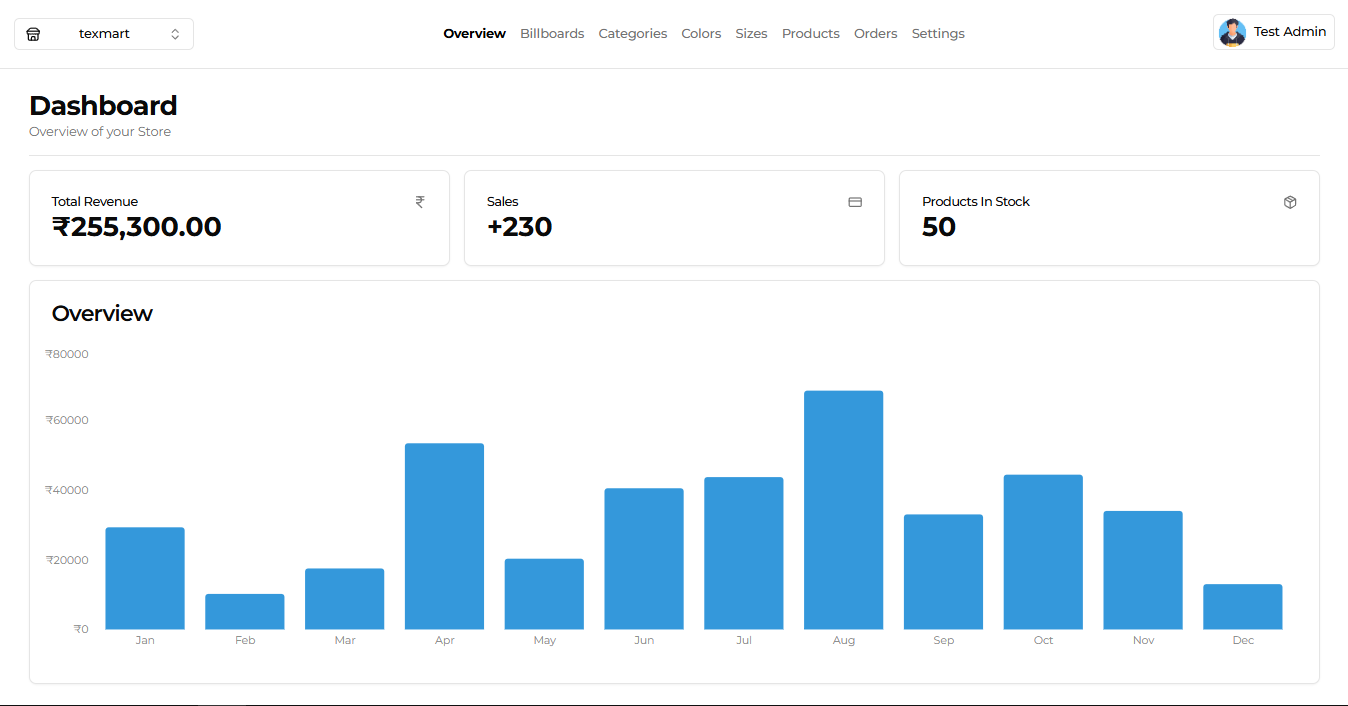 texmart
Overview Billboards Categories Colors Sizes Products Orders Settings
Test Admin
Dashboard
Overview of your Store
Total Revenue ₹
₹255,300.00
Sales
+230
Products In Stock
50
Overview
₹80000
₹60000
₹40000
₹20000
₹0
Jan Feb Mar Apr May Jun Jul Aug Sep Oct Nov Dec